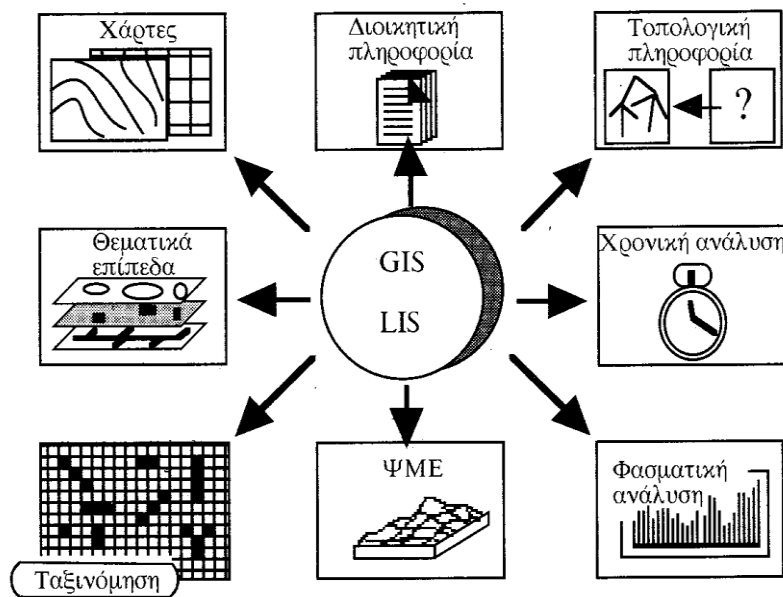 Χάρτες
Διοικητική
πληροφορία
Τοπολογική
πληροφορία
?
Θεματικά
επίπεδα
GIS
LIS
Χρονική ανάλυση
Ταξινόμηση
ΨΜΕ
Φασματική
ανάλυση